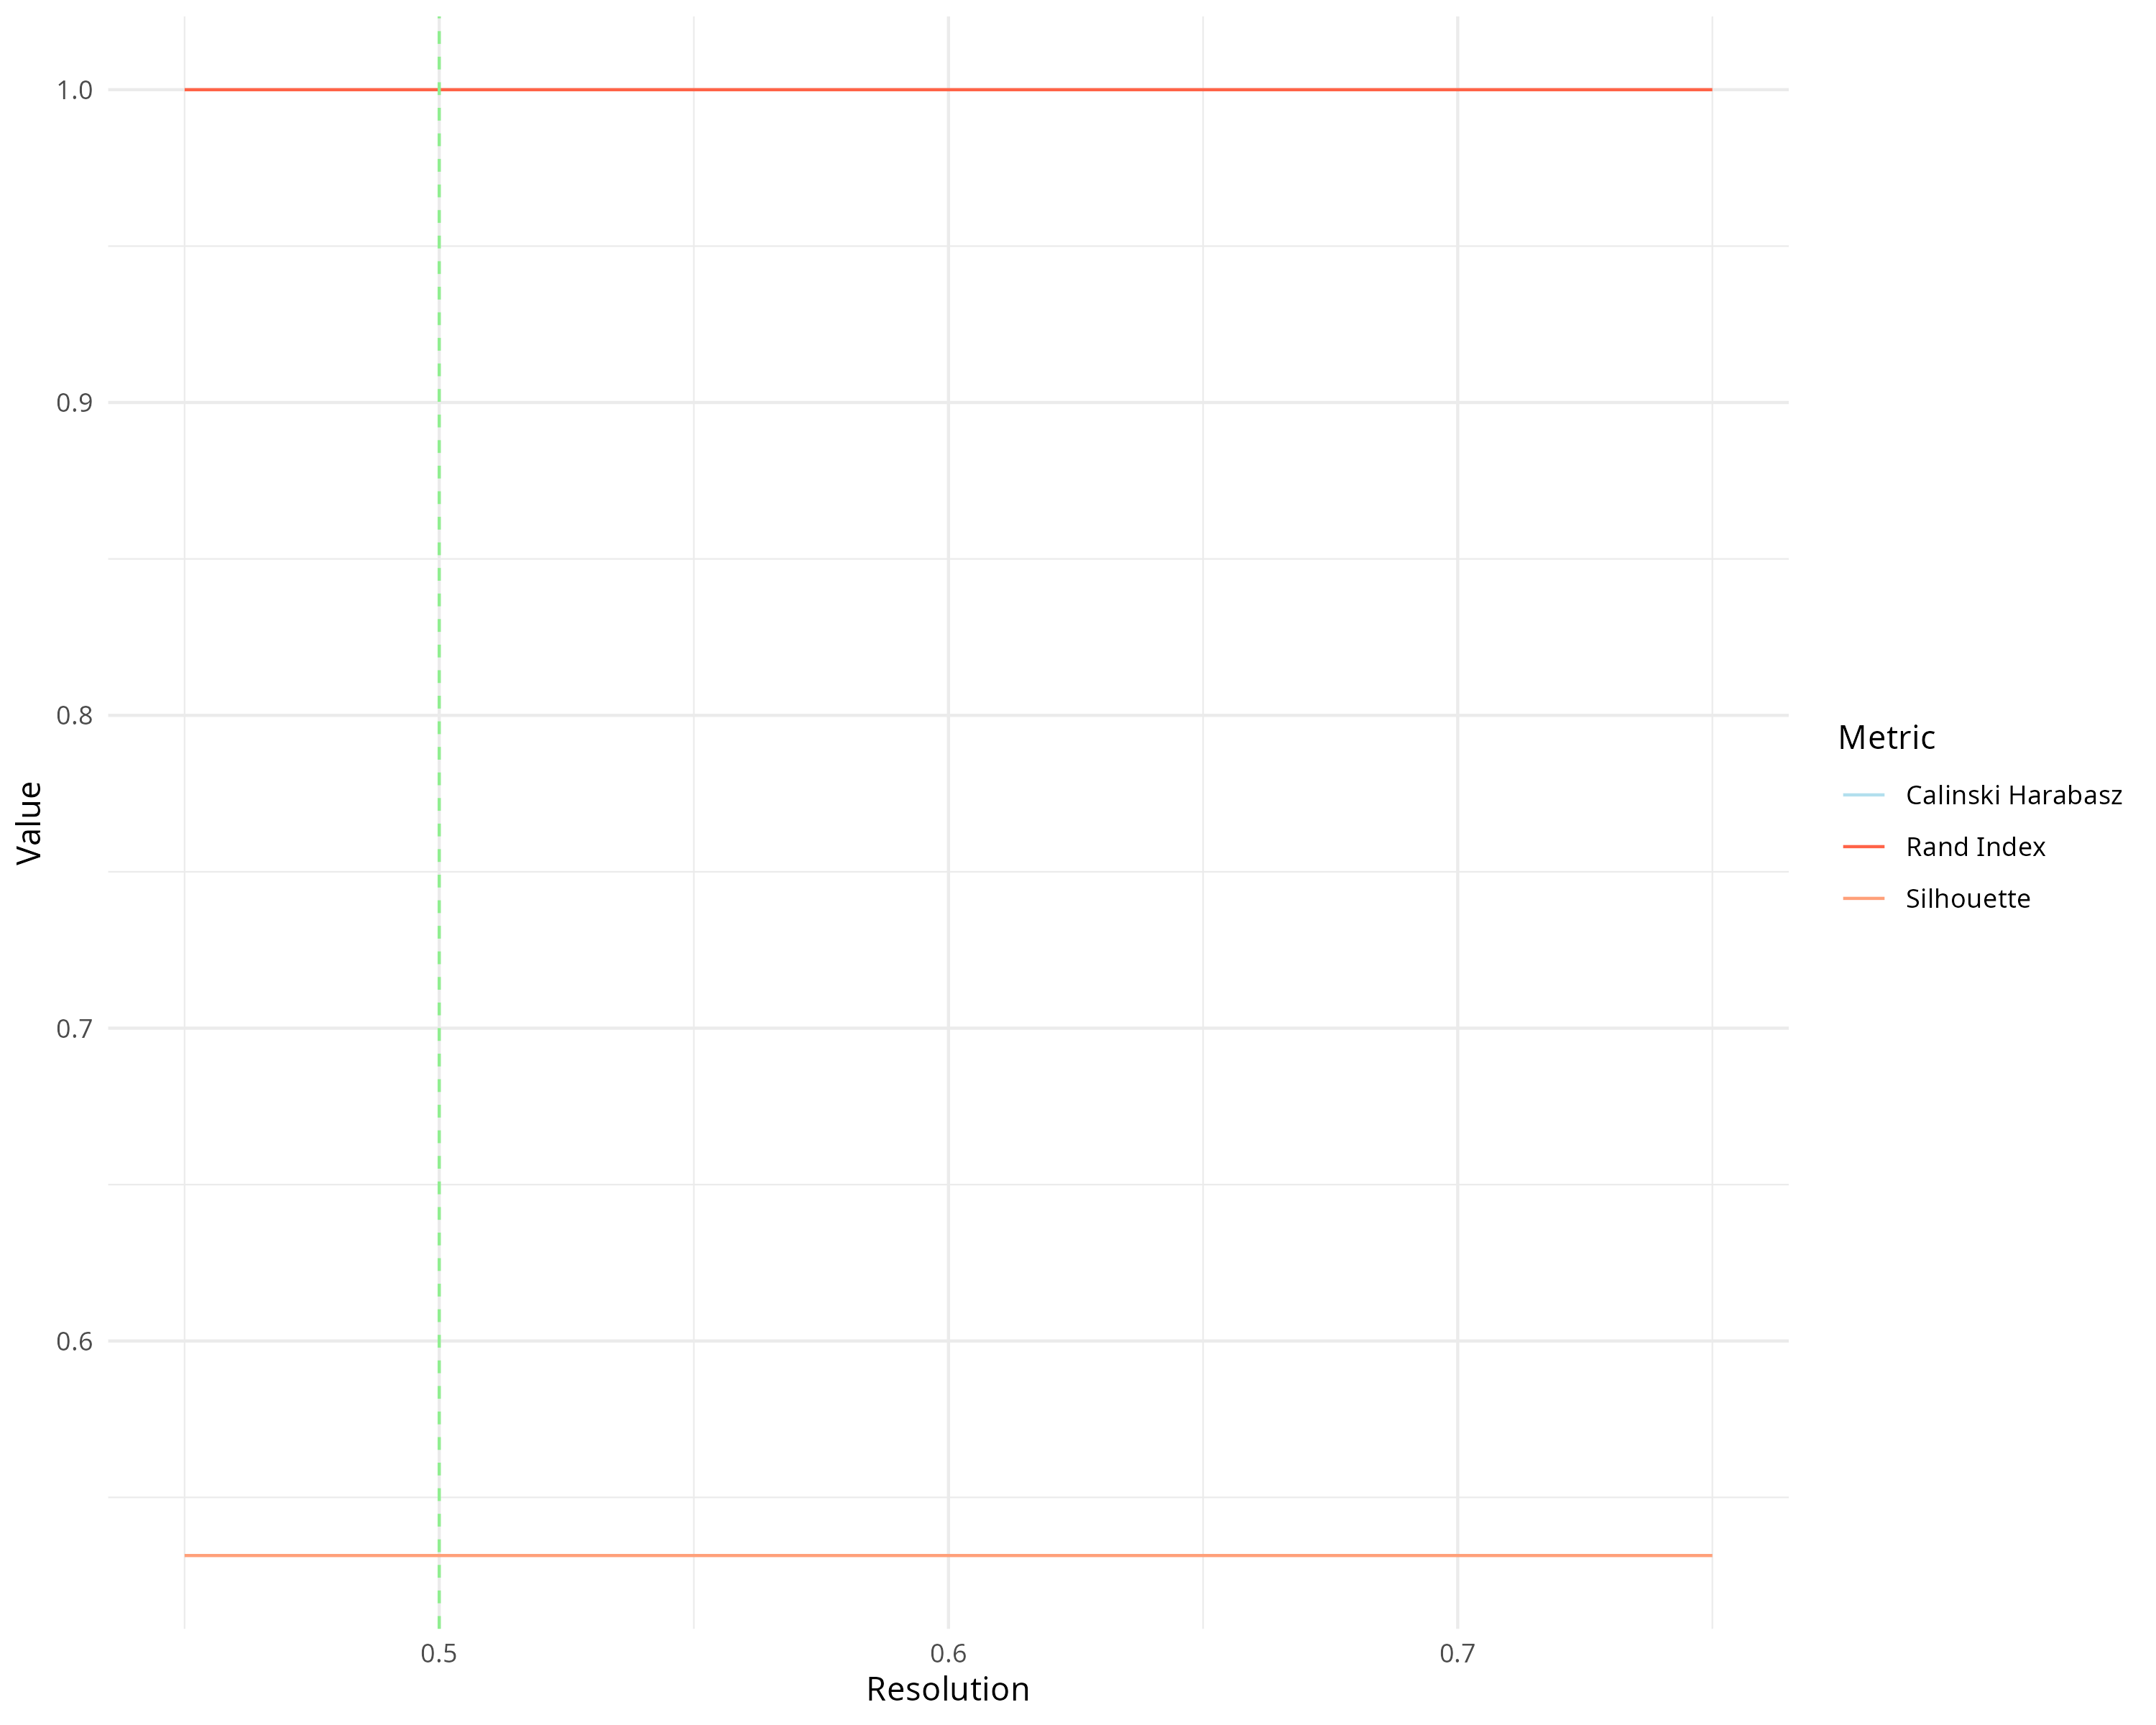 1.0
0.9
0.8
0.7
0.6
Value
0.5
0.6
0.7
Resolution
Metric
Calinski Harabasz
Rand Index
Silhouette